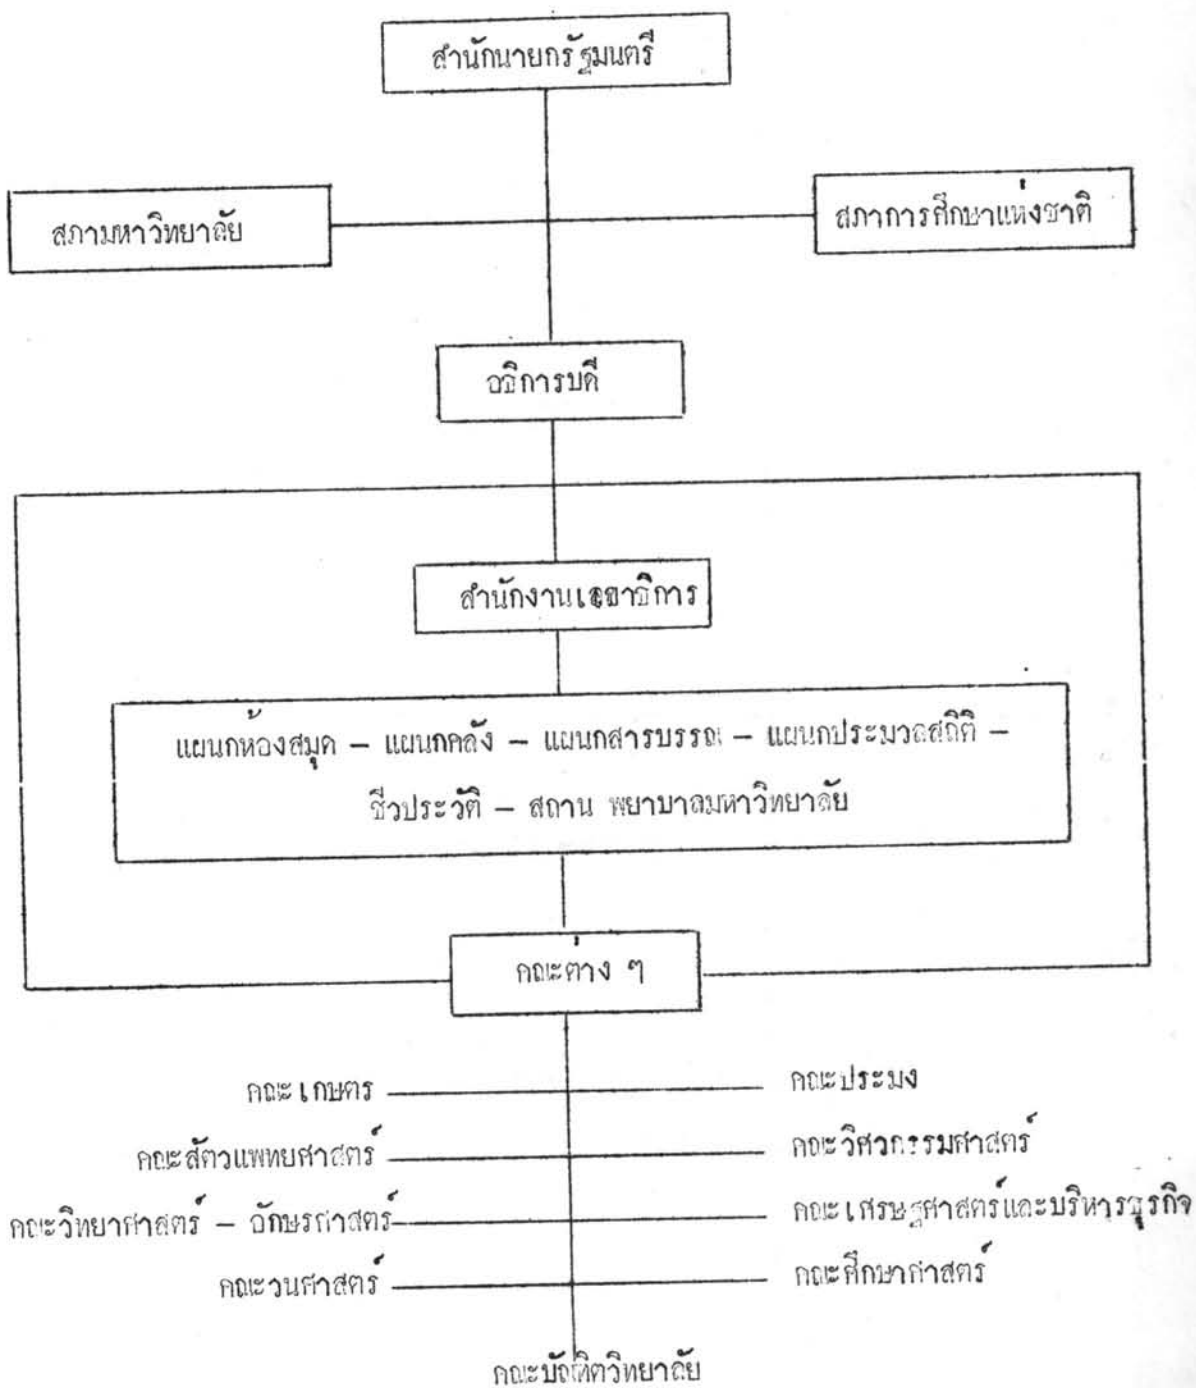 สำนักนายกรัฐมนตรี
สภามหาวิทยาลัย
สภาการศึกษาแห่งชาติ
อธิการบดี
สำนักงานเลขาธิการ
แผนกห้องสมุด – แผนกคลัง – แผนกสารบรรณ – แผนกประมวลสถิติ –
ชีวประวัติ – สถาน พยาบาลมหาวิทยาลัย
คณะต่าง ๆ
คณะเกษตร
คณะประมง
คณะสัตวแพทยศาสตร์
คณะวิศวกรรมศาสตร์
คณะวิทยาศาสตร์ – อักษรศาสตร์
คณะเศรษฐศาสตร์และบริหารธุรกิจ
คณะวนศาสตร์
คณะศึกษาศาสตร์
คณะบัณฑิตวิทยาลัย